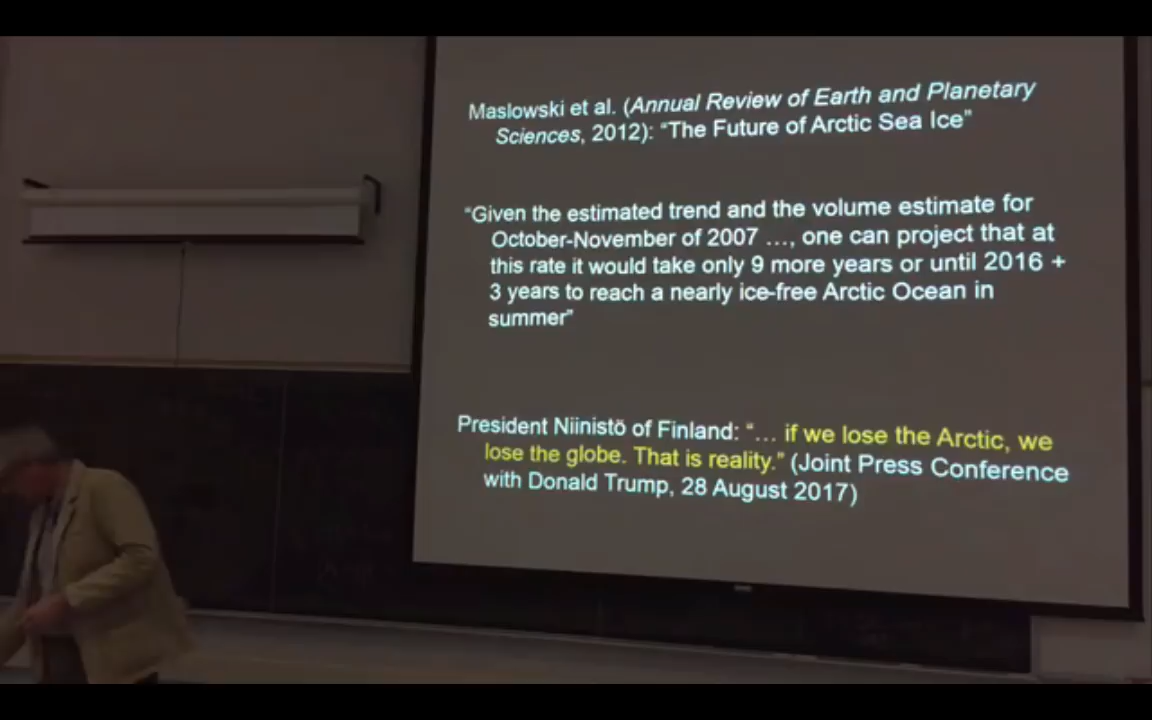 Maslowski et al. (Annual Review of Earth and Planetary
Sciences, 2012): “The Future of Arctic Sea Ice”
“Given the estimated trend and the volume estimate for
October-November of 2007 …, one can project that at
this rate it would take only 9 more years or until 2016 +
3 years to reach a nearly ice-free Arctic Ocean in
summer”
President Niinistö of Finland: “… if we lose the Arctic, we
lose the globe. That is reality.” (Joint Press Conference
with Donald Trump, 28 August 2017)